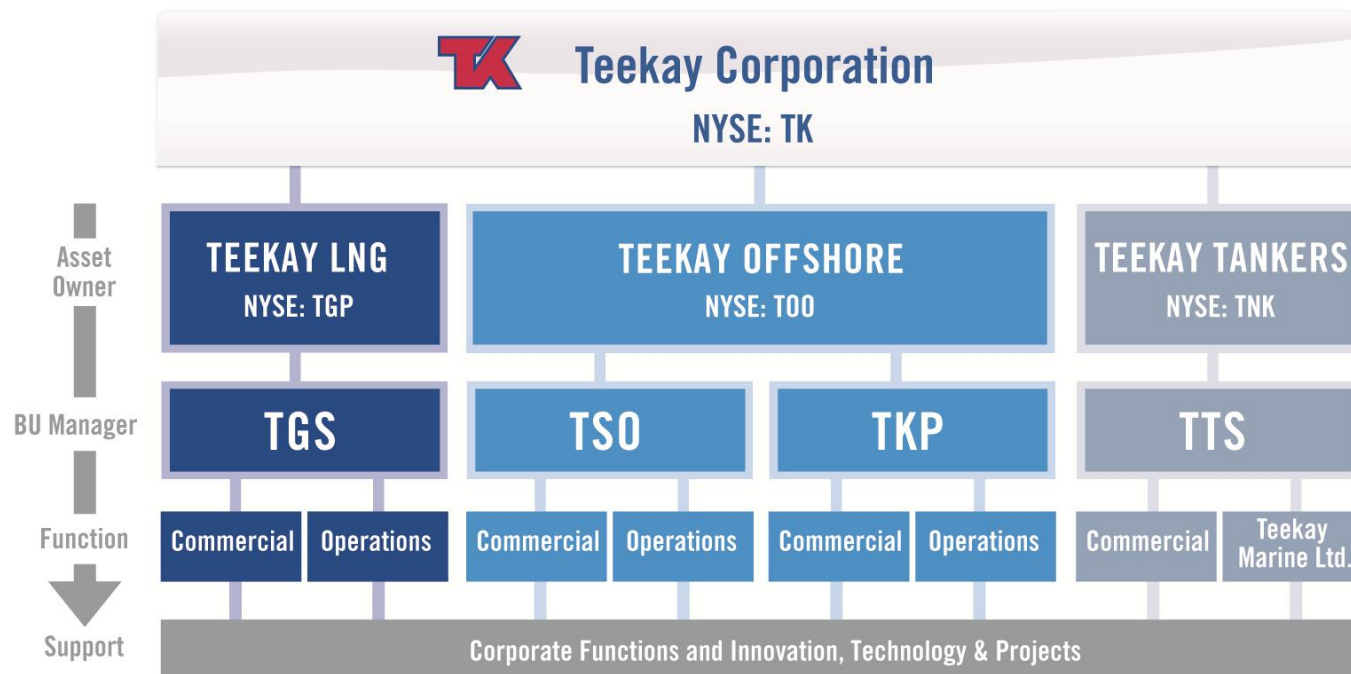 TK Teekay Corporation
NYSE: TK
Asset
Owner
TEEKAY LNG
NYSE: TGP
TEEKAY OFFSHORE
NYSE: TOO
TEEKAY TANKERS
NYSE: TNK
BU Manager
TGS
TSO
TKP
TTS
Function
Commercial
Operations
Commercial
Operations
Commercial
Operations
Commercial
Teekay
Marine Ltd.
Support
Corporate Functions and Innovation, Technology & Projects